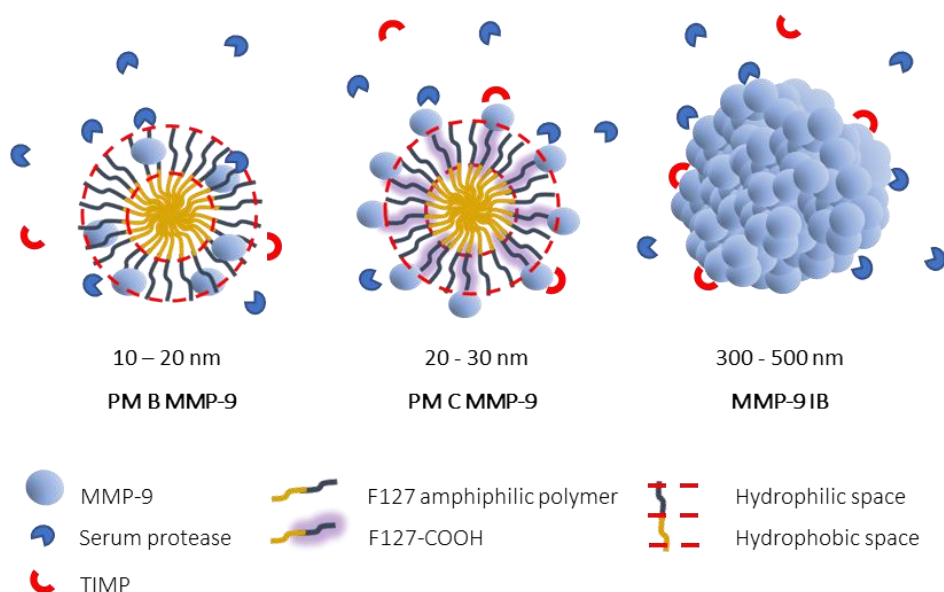 10 – 20 nm
20 - 30 nm
300 - 500 nm
PM B MMP-9
PM C MMP-9
MMP-9 IB
MMP-9
F127 amphiphilic polymer
Hydrophilic space
Serum protease
F127-COOH
Hydrophobic space
TIMP